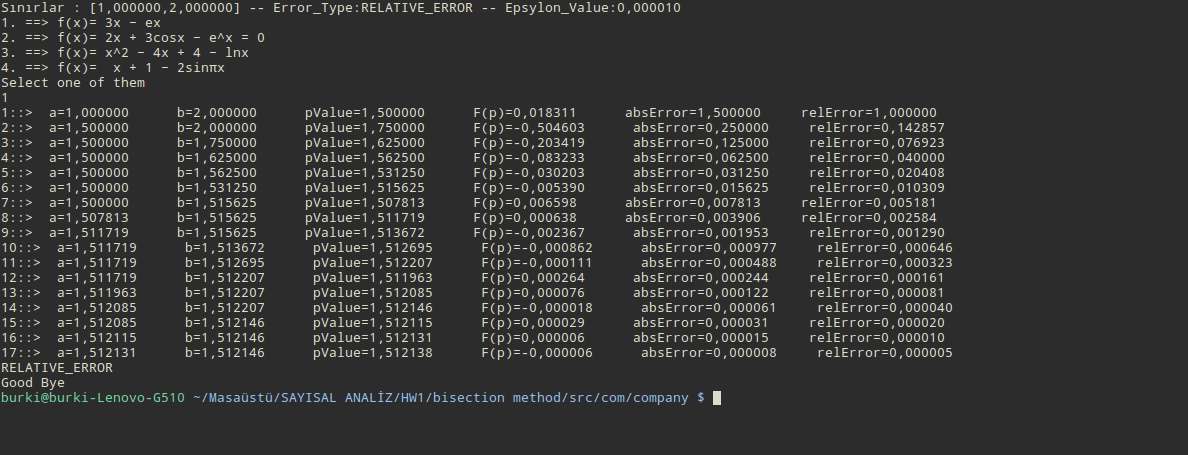 Sınırlar : [1,000000,2,000000] -- Error_Type:RELATIVE_ERROR -- Epsylon_Value:0,000010
1. ==> f(x)= 3x − ex
2. ==> f(x)= 2x + 3cosx − e^x = 0
3. ==> f(x)= x^2 − 4x + 4 − lnx
4. ==> f(x)=  x + 1 − 2sinπx
Select one of them
1
1::>  a=1,000000      b=2,000000      pValue=1,500000      F(p)=0,018311      absError=1,500000     relError=1,000000
2::>  a=1,500000      b=2,000000      pValue=1,750000      F(p)=-0,504603      absError=0,250000     relError=0,142857
3::>  a=1,500000      b=1,750000      pValue=1,625000      F(p)=-0,203419      absError=0,125000     relError=0,076923
4::>  a=1,500000      b=1,625000      pValue=1,562500      F(p)=-0,083233      absError=0,062500     relError=0,040000
5::>  a=1,500000      b=1,562500      pValue=1,531250      F(p)=-0,030203      absError=0,031250     relError=0,020408
6::>  a=1,500000      b=1,531250      pValue=1,515625      F(p)=-0,005390      absError=0,015625     relError=0,010309
7::>  a=1,500000      b=1,515625      pValue=1,507813      F(p)=0,006598      absError=0,007813     relError=0,005181
8::>  a=1,507813      b=1,515625      pValue=1,511719      F(p)=0,000638      absError=0,003906     relError=0,002584
9::>  a=1,511719      b=1,515625      pValue=1,513672      F(p)=-0,002367      absError=0,001953     relError=0,001290
10::>  a=1,511719      b=1,513672      pValue=1,512695      F(p)=-0,000862      absError=0,000977     relError=0,000646
11::>  a=1,511719      b=1,512695      pValue=1,512207      F(p)=-0,000111      absError=0,000488     relError=0,000323
12::>  a=1,511719      b=1,512207      pValue=1,511963      F(p)=0,000264      absError=0,000244     relError=0,000161
13::>  a=1,511963      b=1,512207      pValue=1,512085      F(p)=0,000076      absError=0,000122     relError=0,000081
14::>  a=1,512085      b=1,512207      pValue=1,512146      F(p)=-0,000018      absError=0,000061     relError=0,000040
15::>  a=1,512085      b=1,512146      pValue=1,512115      F(p)=0,000029      absError=0,000031     relError=0,000020
16::>  a=1,512115      b=1,512146      pValue=1,512131      F(p)=0,000006      absError=0,000015     relError=0,000010
17::>  a=1,512131      b=1,512146      pValue=1,512138      F(p)=-0,000006      absError=0,000008     relError=0,000005
RELATIVE_ERROR
Good Bye
burki@burki-Lenovo-G510 ~/Masaüstü/SAYISAL ANALİZ/HW1/bisection method/src/com/company $